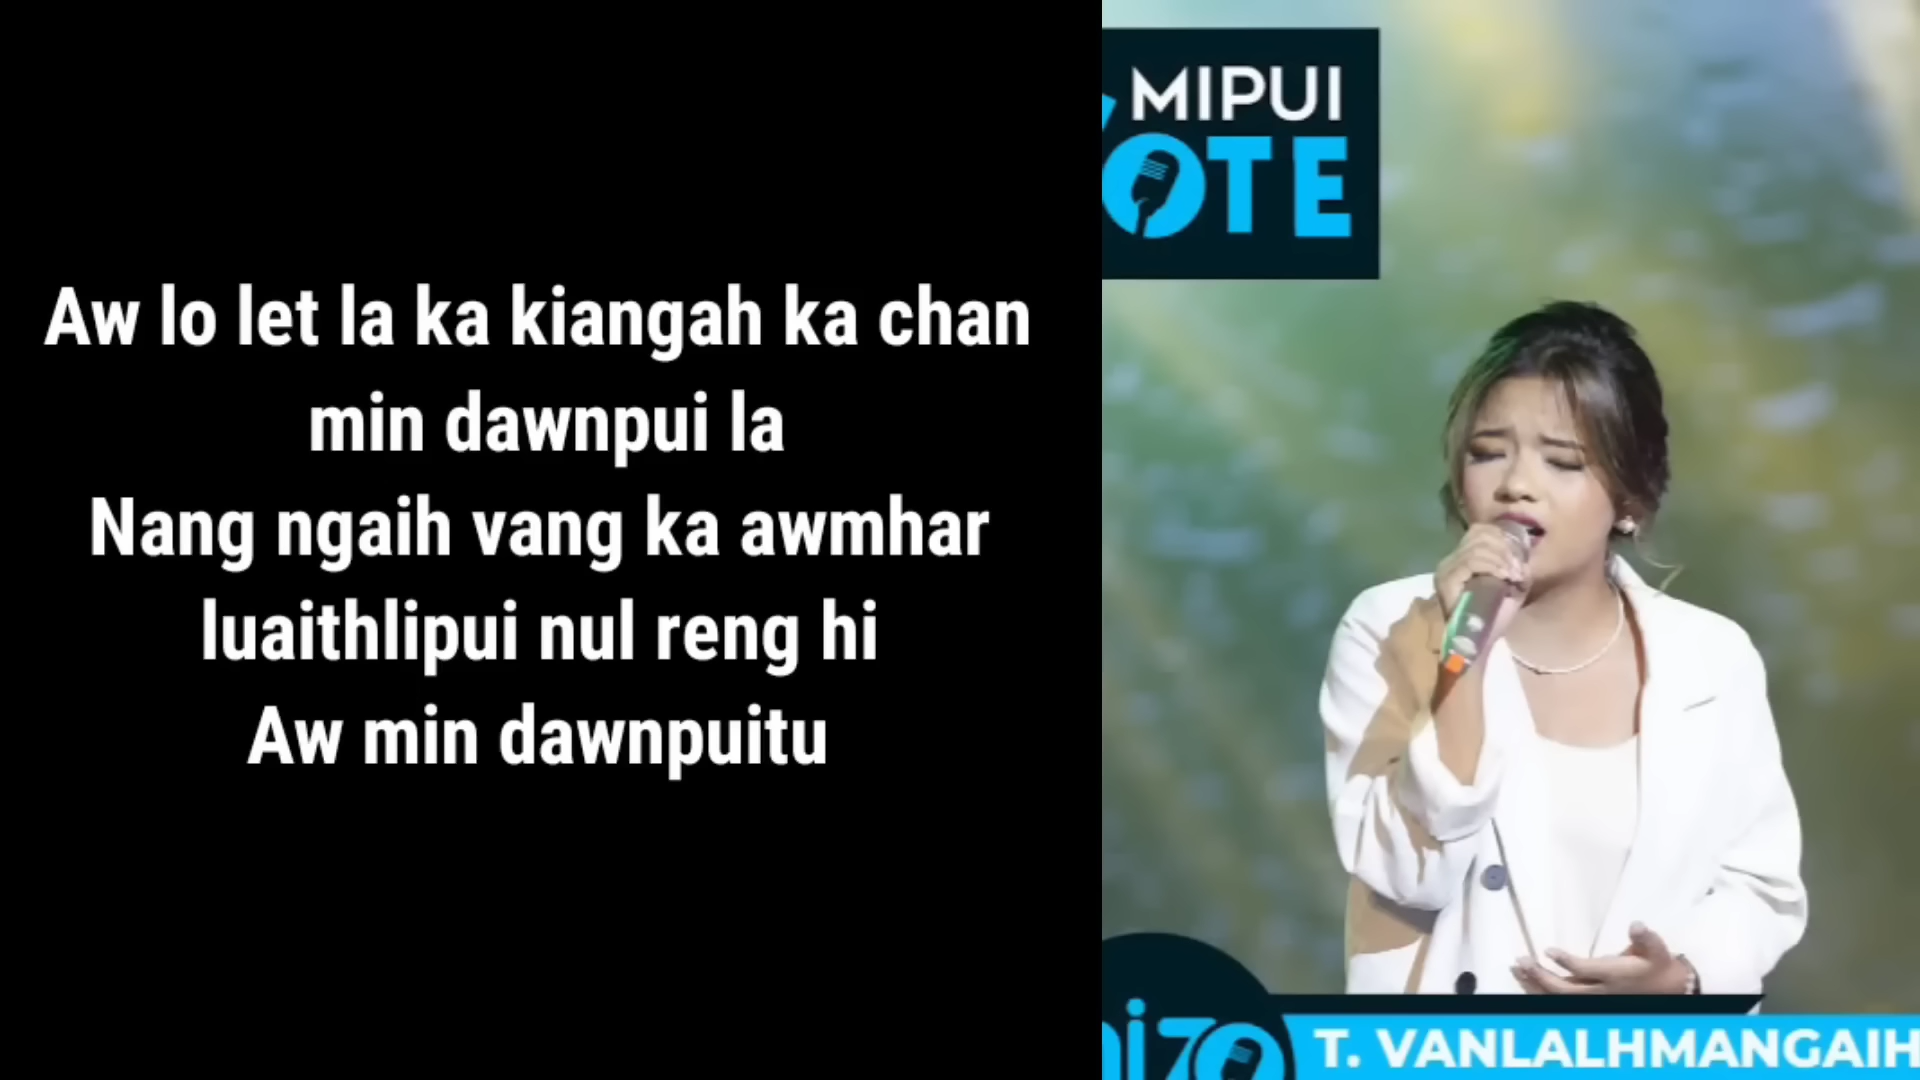 Aw lo let la ka kiangah ka chan
min dawnpui la
Nang ngaih vang ka awmhar
luaithlipui nul reng hi
Aw min dawnpuitu
MIPUI
OTE
T. VANLALHMANGAIH